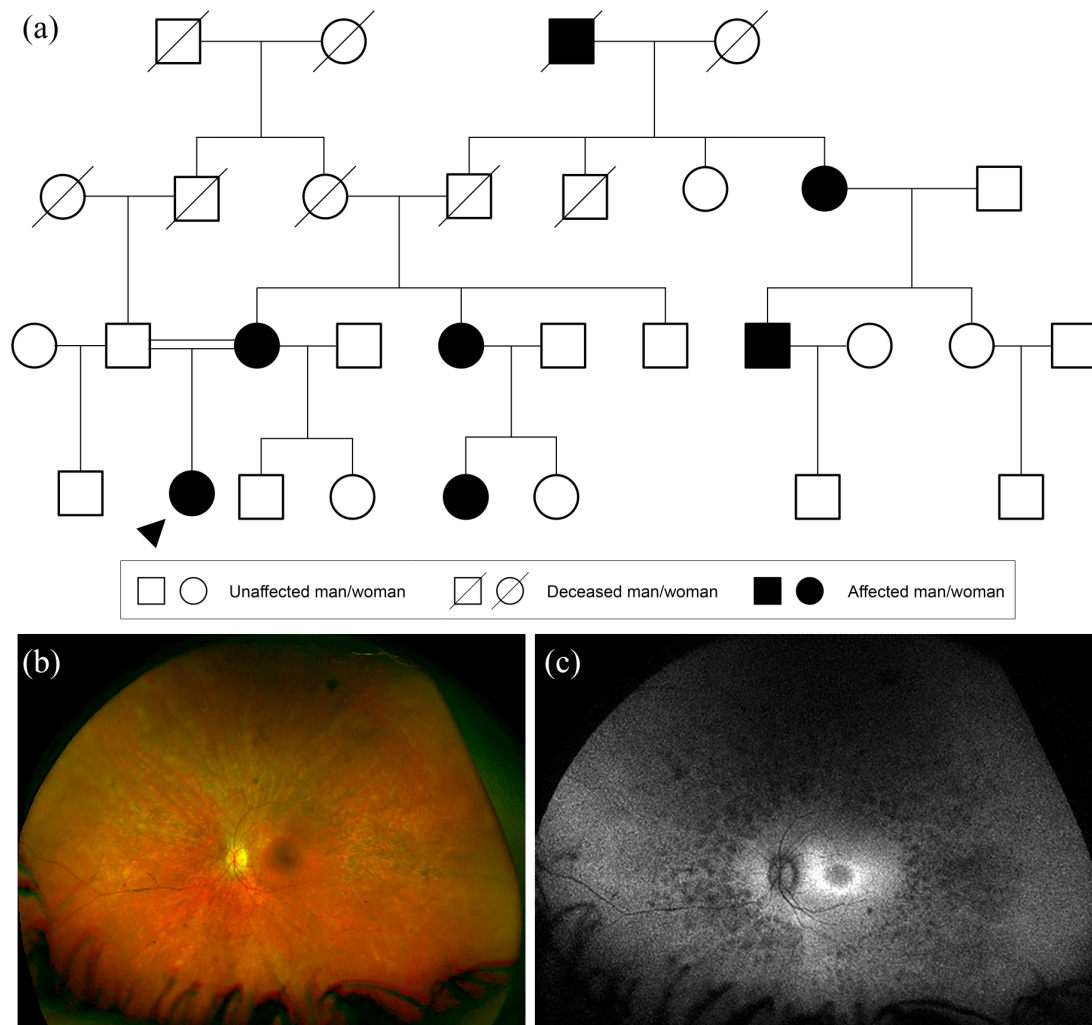 (a)
Unaffected man/woman
Deceased man/woman
Affected man/woman
(b)
(c)